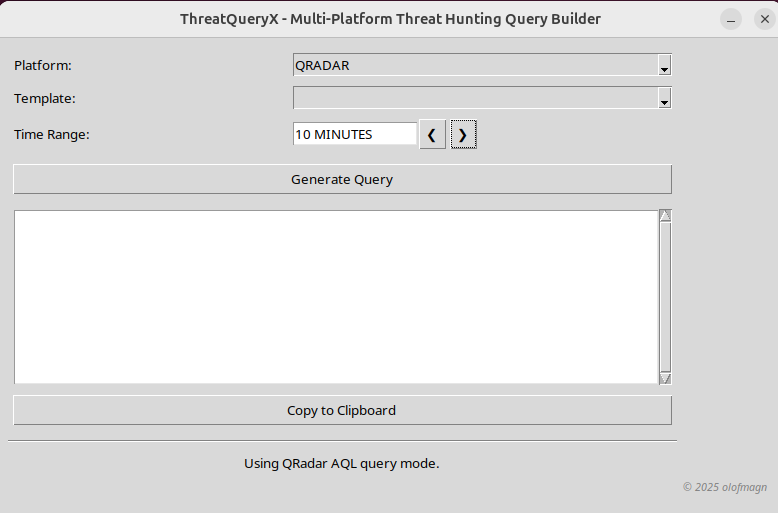 ThreatQueryX - Multi-Platform Threat Hunting Query Builder
Platform: QRADAR
Template:
Time Range: 10 MINUTES ❮ ❯
Generate Query
Copy to Clipboard
Using QRadar AQL query mode.
© 2025 olofmagn